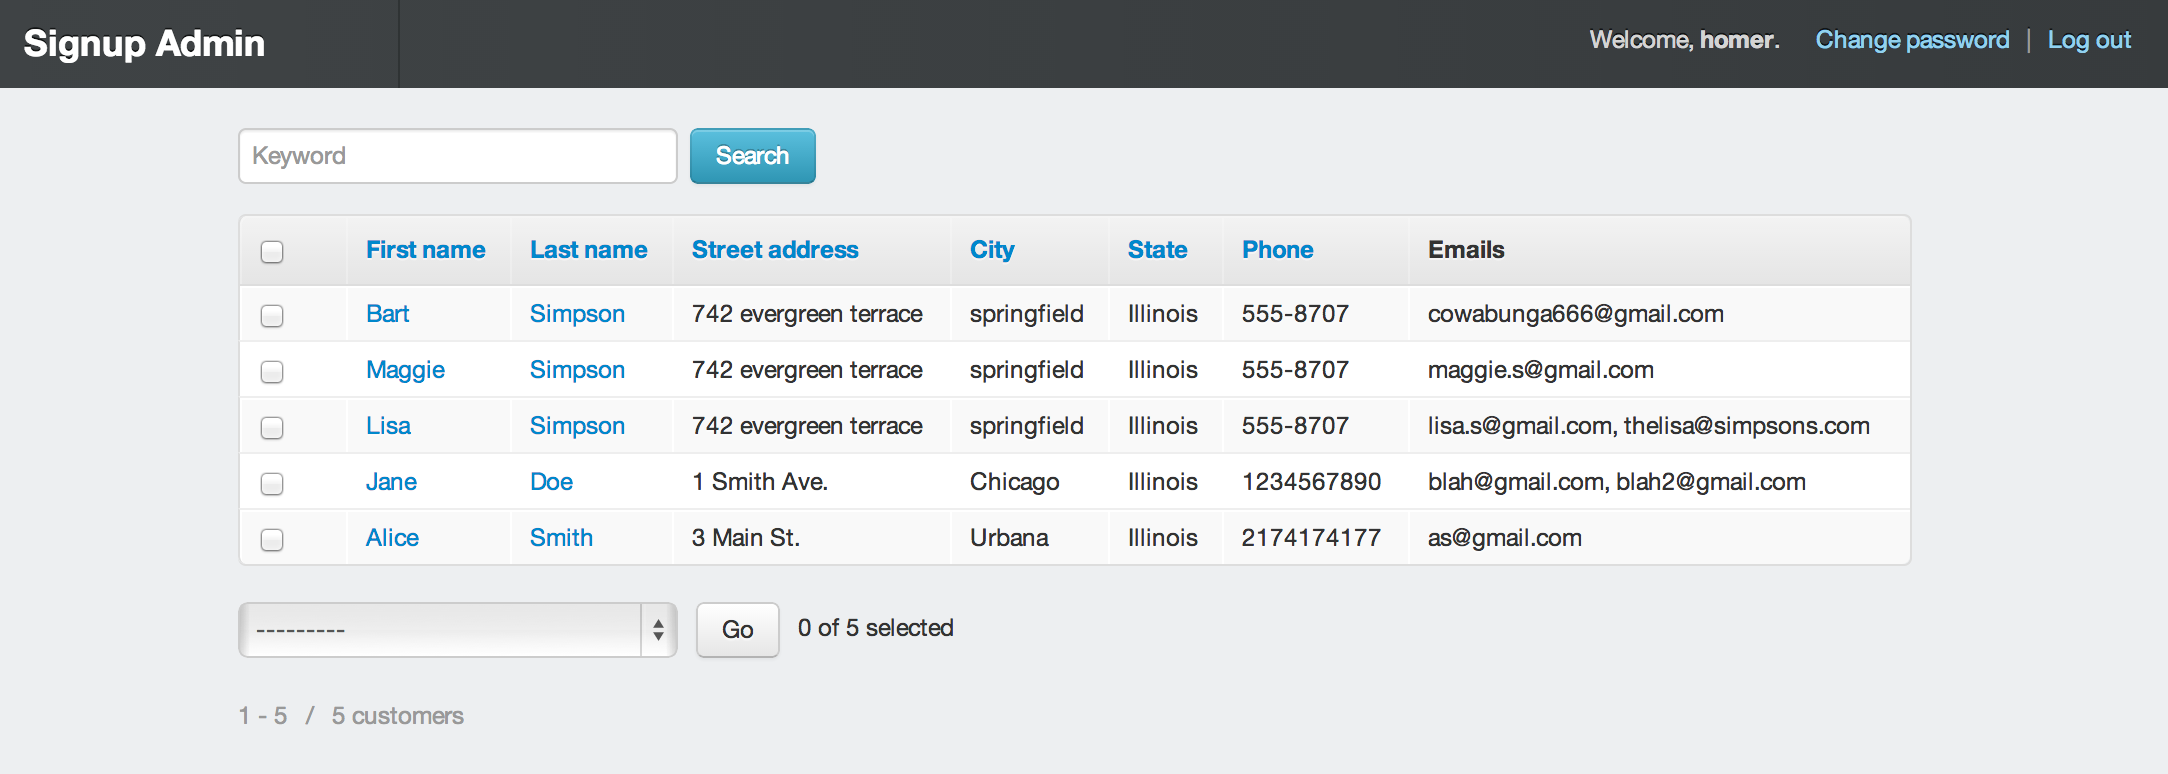 Signup Admin Welcome, homer. Change password | Log out
Keyword Search
First name Last name Street address City State Phone Emails
Bart Simpson 742 evergreen terrace springfield Illinois 555-8707 cowabunga666@gmail.com
Maggie Simpson 742 evergreen terrace springfield Illinois 555-8707 maggie.s@gmail.com
Lisa Simpson 742 evergreen terrace springfield Illinois 555-8707 lisa.s@gmail.com, thelisa@simpsons.com
Jane Doe 1 Smith Ave. Chicago Illinois 1234567890 blah@gmail.com, blah2@gmail.com
Alice Smith 3 Main St. Urbana Illinois 2174174177 as@gmail.com
--------- Go 0 of 5 selected
1 - 5 / 5 customers